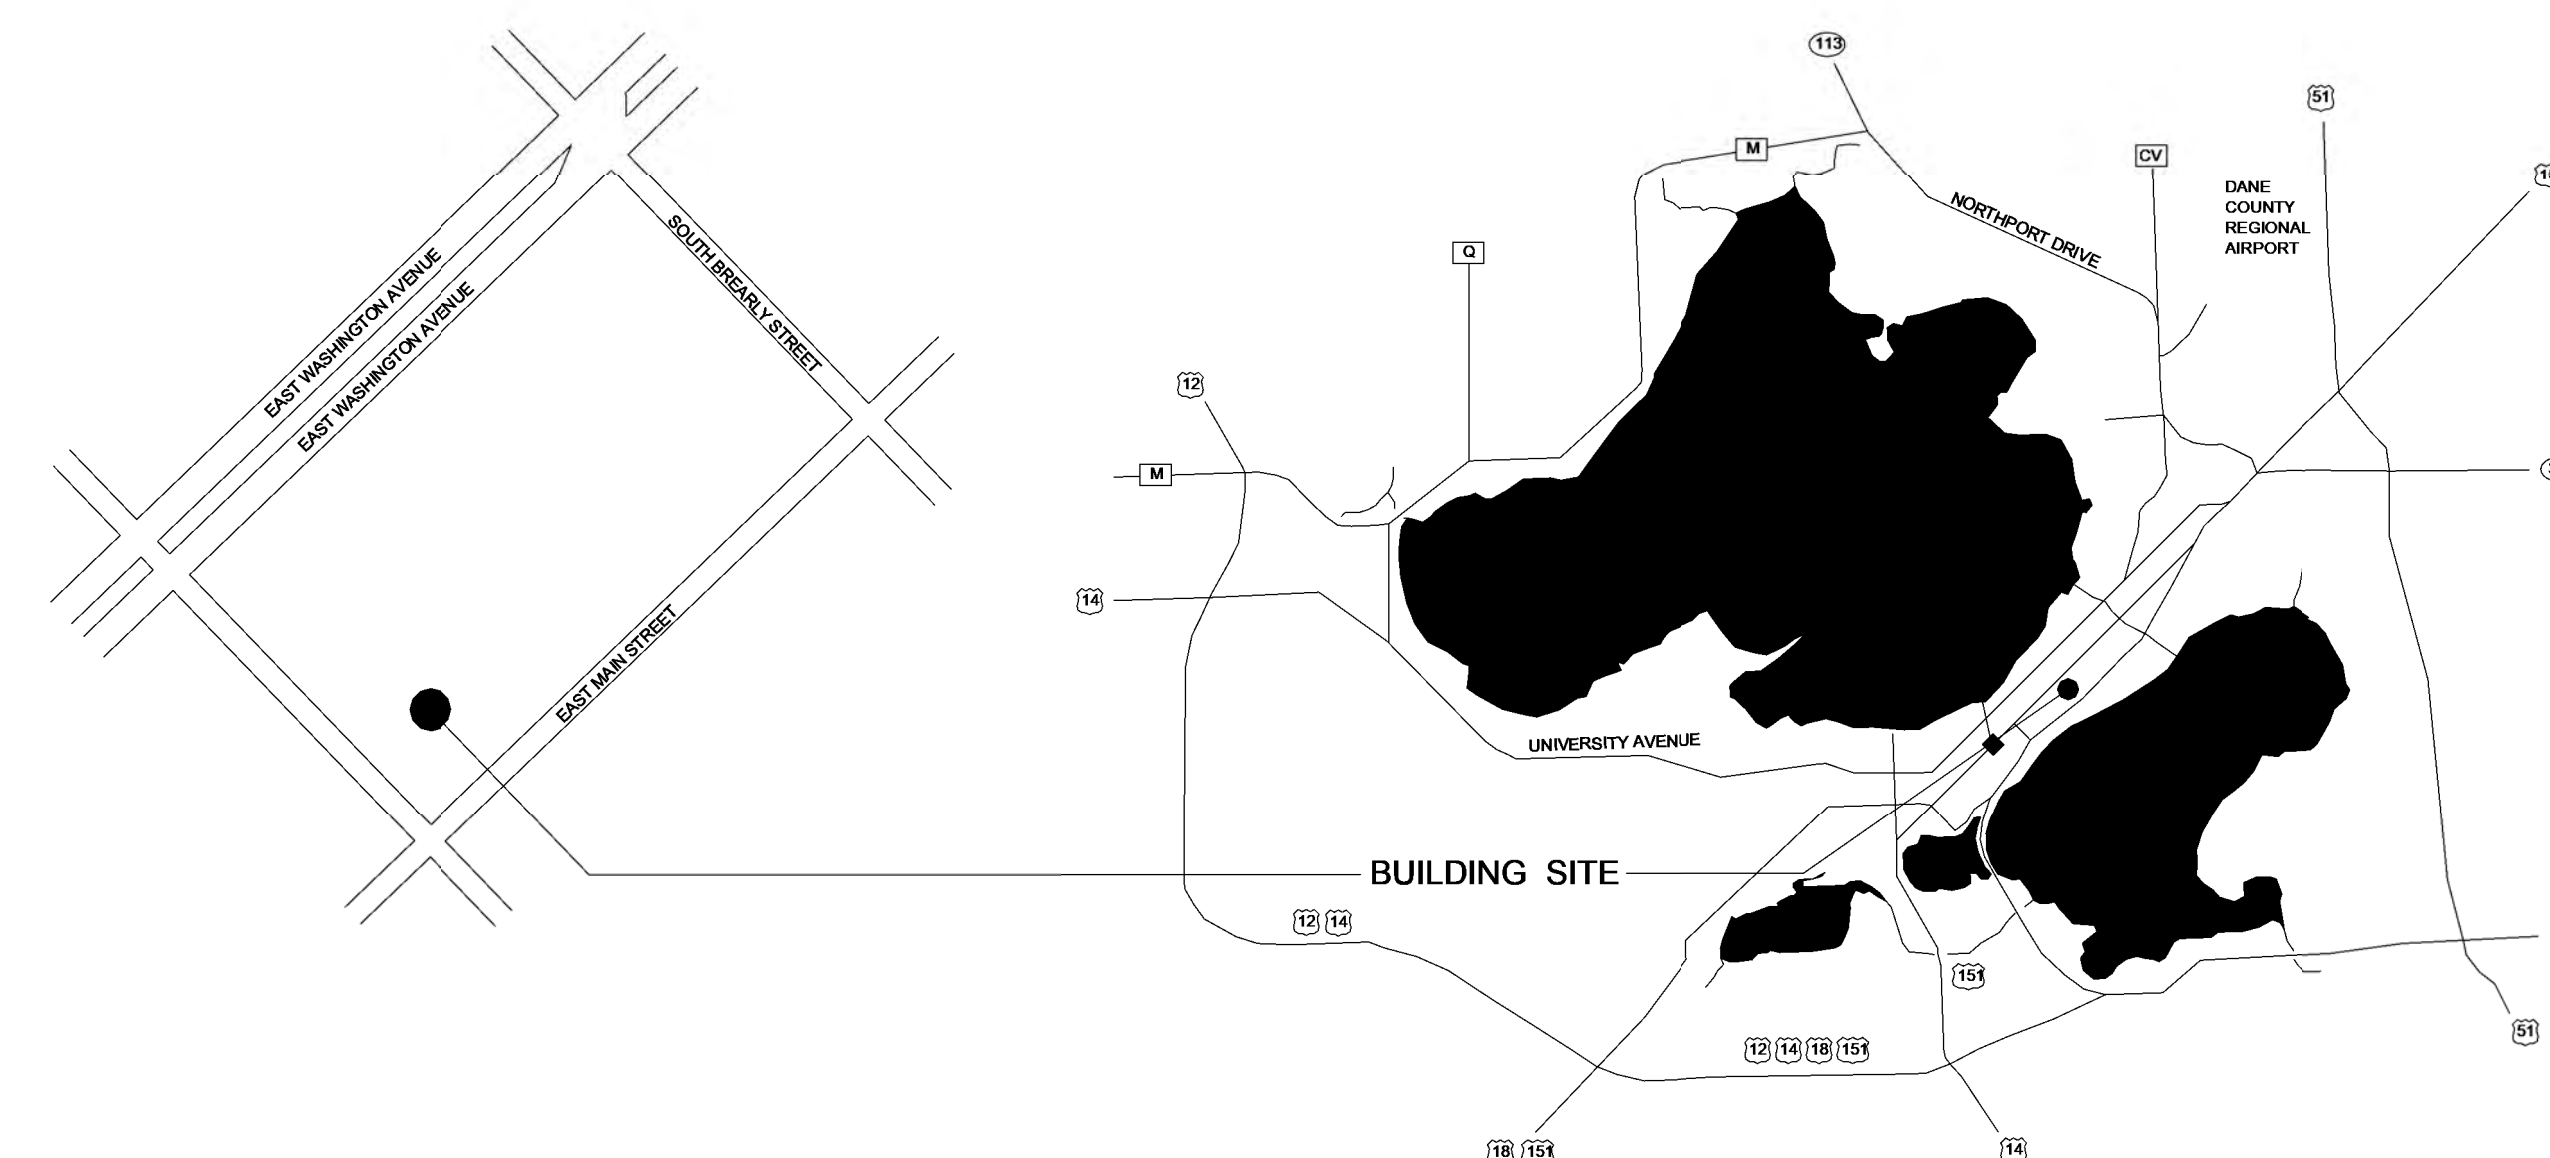 EAST WASHINGTON AVENUE
EAST WASHINGTON AVENUE
SOUTH BREARLY STREET
EAST MAIN STREET
113
M
51
CV
DANE
COUNTY
REGIONAL
AIRPORT
NORTHPORT DRIVE
Q
12
M
14
UNIVERSITY AVENUE
BUILDING SITE
12 14
151
12 14 18 151
51
18 151
14